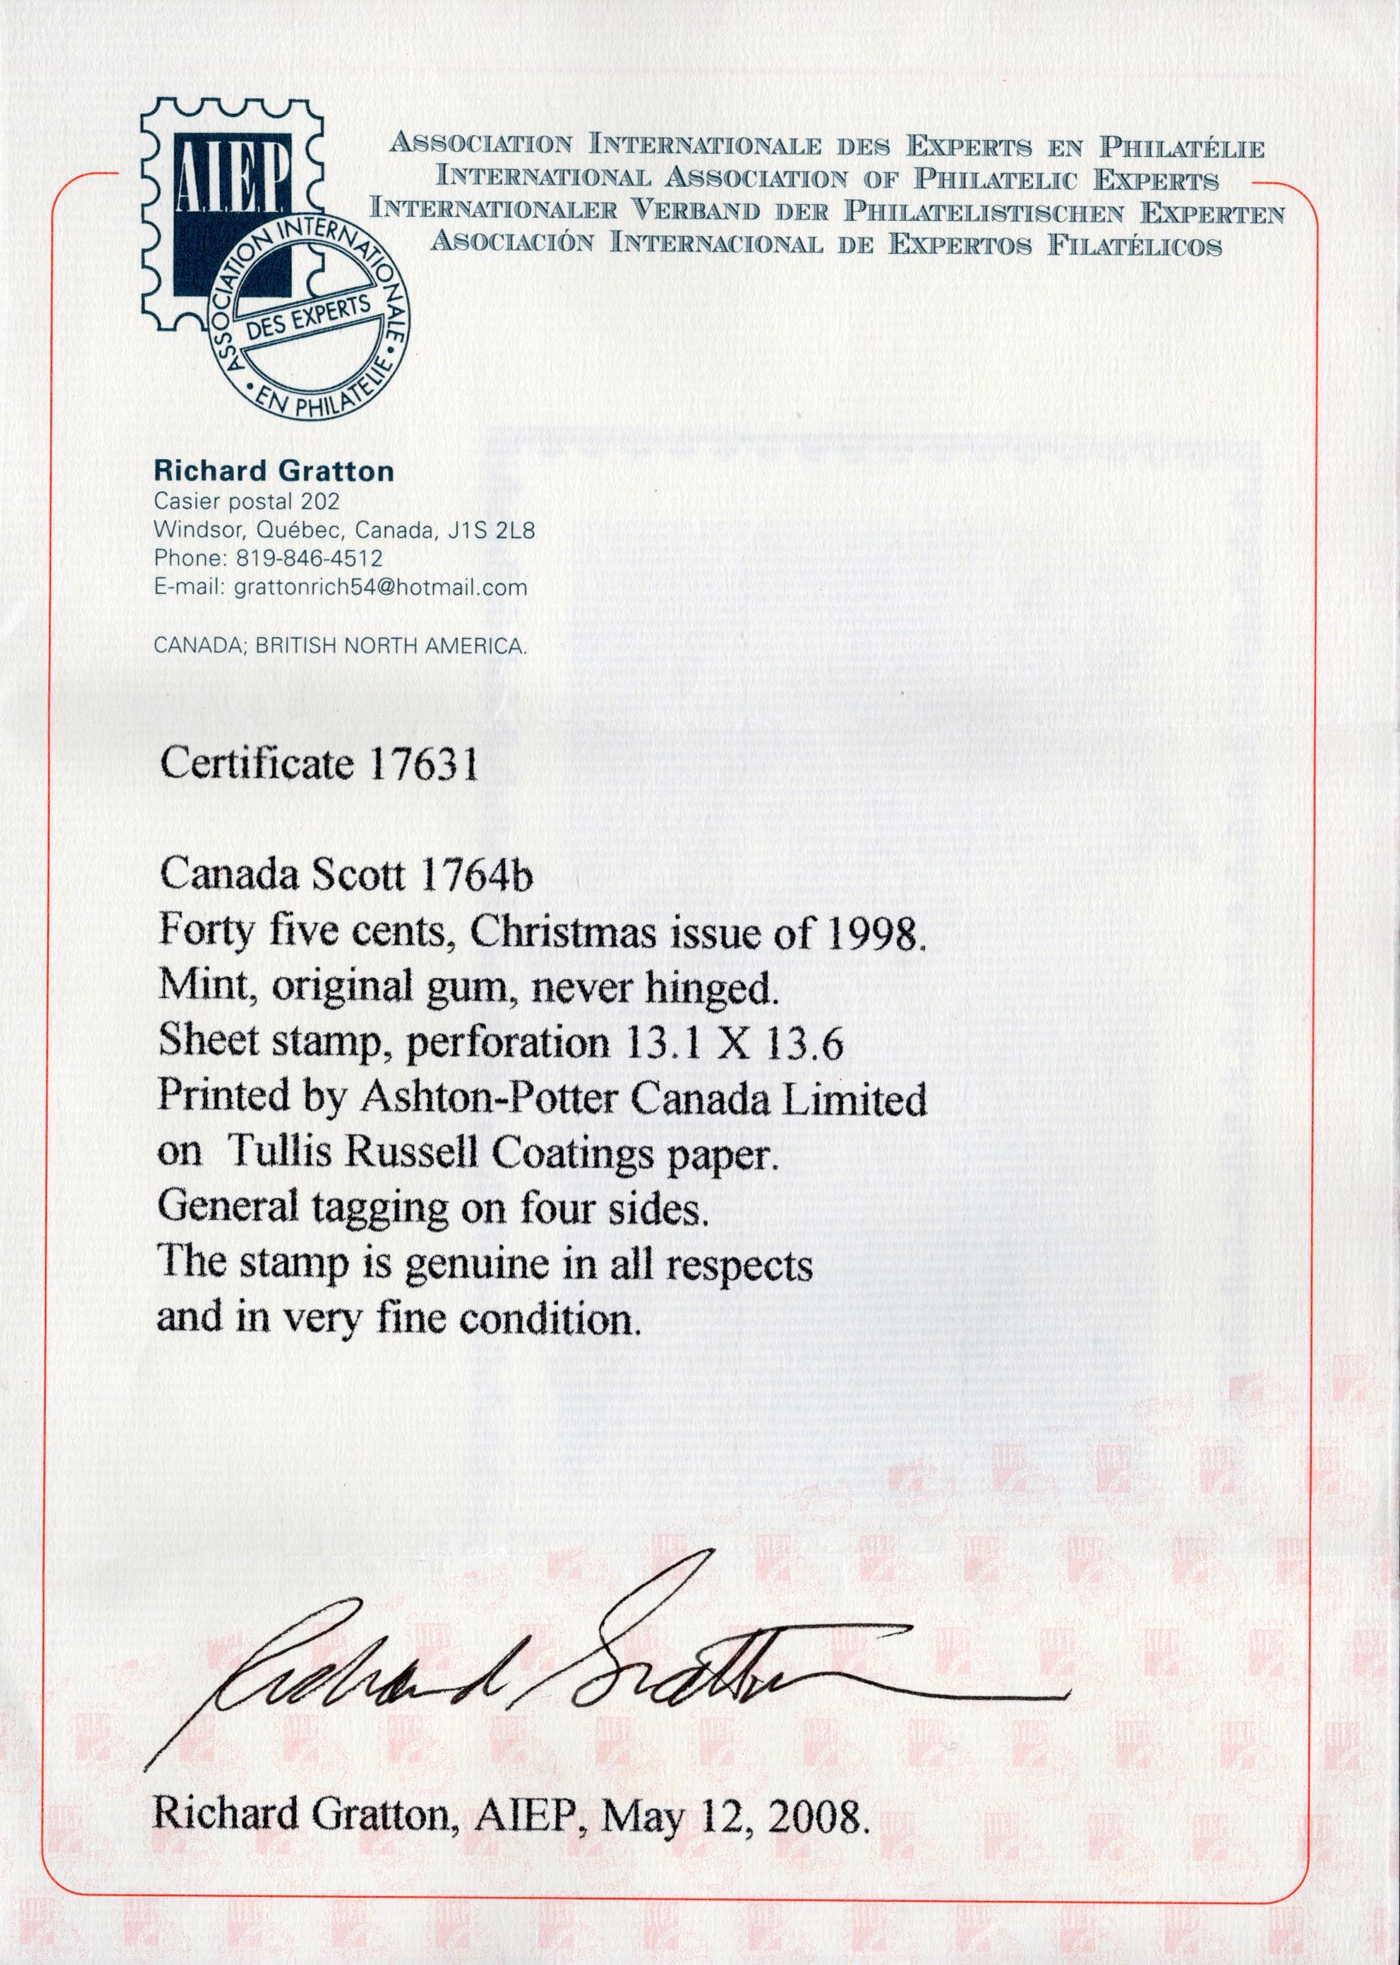 A.I.E.P.
ASSOCIATION INTERNATIONALE
DES EXPERTS
• EN PHILATÉLIE •
ASSOCIATION INTERNATIONALE DES EXPERTS EN PHILATÉLIE
INTERNATIONAL ASSOCIATION OF PHILATELIC EXPERTS
INTERNATIONALER VERBAND DER PHILATELISTISCHEN EXPERTEN
ASOCIACIÓN INTERNACIONAL DE EXPERTOS FILATÉLICOS
Richard Gratton
Casier postal 202
Windsor, Québec, Canada, J1S 2L8
Phone: 819-846-4512
E-mail: grattonrich54@hotmail.com
CANADA; BRITISH NORTH AMERICA.
Certificate 17631
Canada Scott 1764b
Forty five cents, Christmas issue of 1998.
Mint, original gum, never hinged.
Sheet stamp, perforation 13.1 X 13.6
Printed by Ashton-Potter Canada Limited
on Tullis Russell Coatings paper.
General tagging on four sides.
The stamp is genuine in all respects
and in very fine condition.
Richard Gratton
Richard Gratton, AIEP, May 12, 2008.